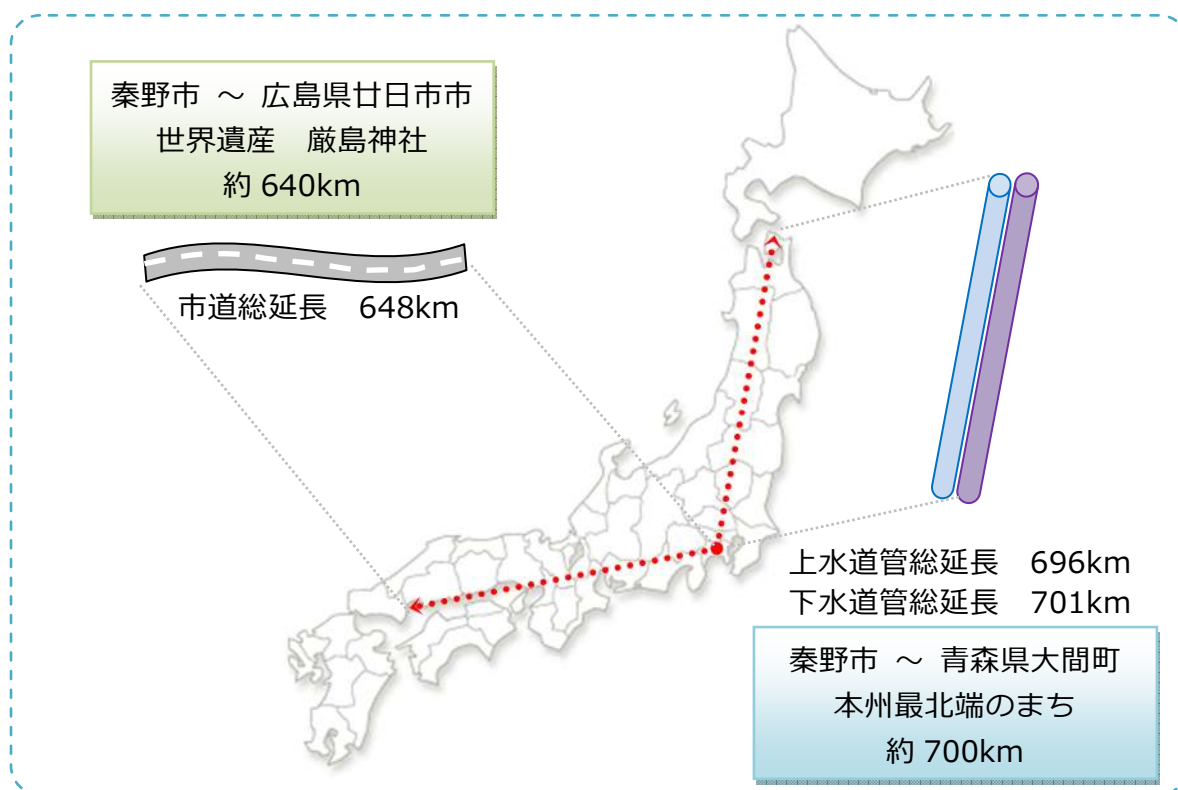 秦野市 ～ 広島県廿日市市
世界遺産　厳島神社
約 640km
市道総延長　648km
上水道管総延長　696km
下水道管総延長　701km
秦野市 ～ 青森県大間町
本州最北端のまち
約 700km